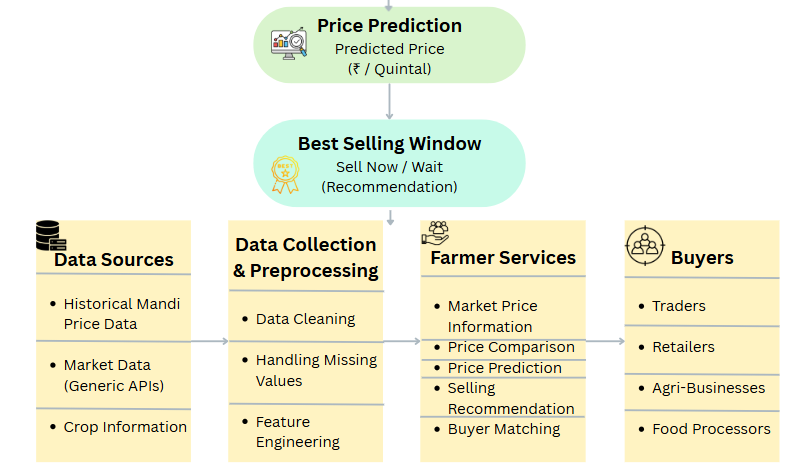 Price Prediction
Predicted Price
(₹ / Quintal)
Best Selling Window
Sell Now / Wait
(Recommendation)
Data Sources
Historical Mandi
Price Data
Market Data
(Generic APIs)
Crop Information
Data Collection
& Preprocessing
Data Cleaning
Handling Missing
Values
Feature
Engineering
Farmer Services
Market Price
Information
Price Comparison
Price Prediction
Selling
Recommendation
Buyer Matching
Buyers
Traders
Retailers
Agri-Businesses
Food Processors